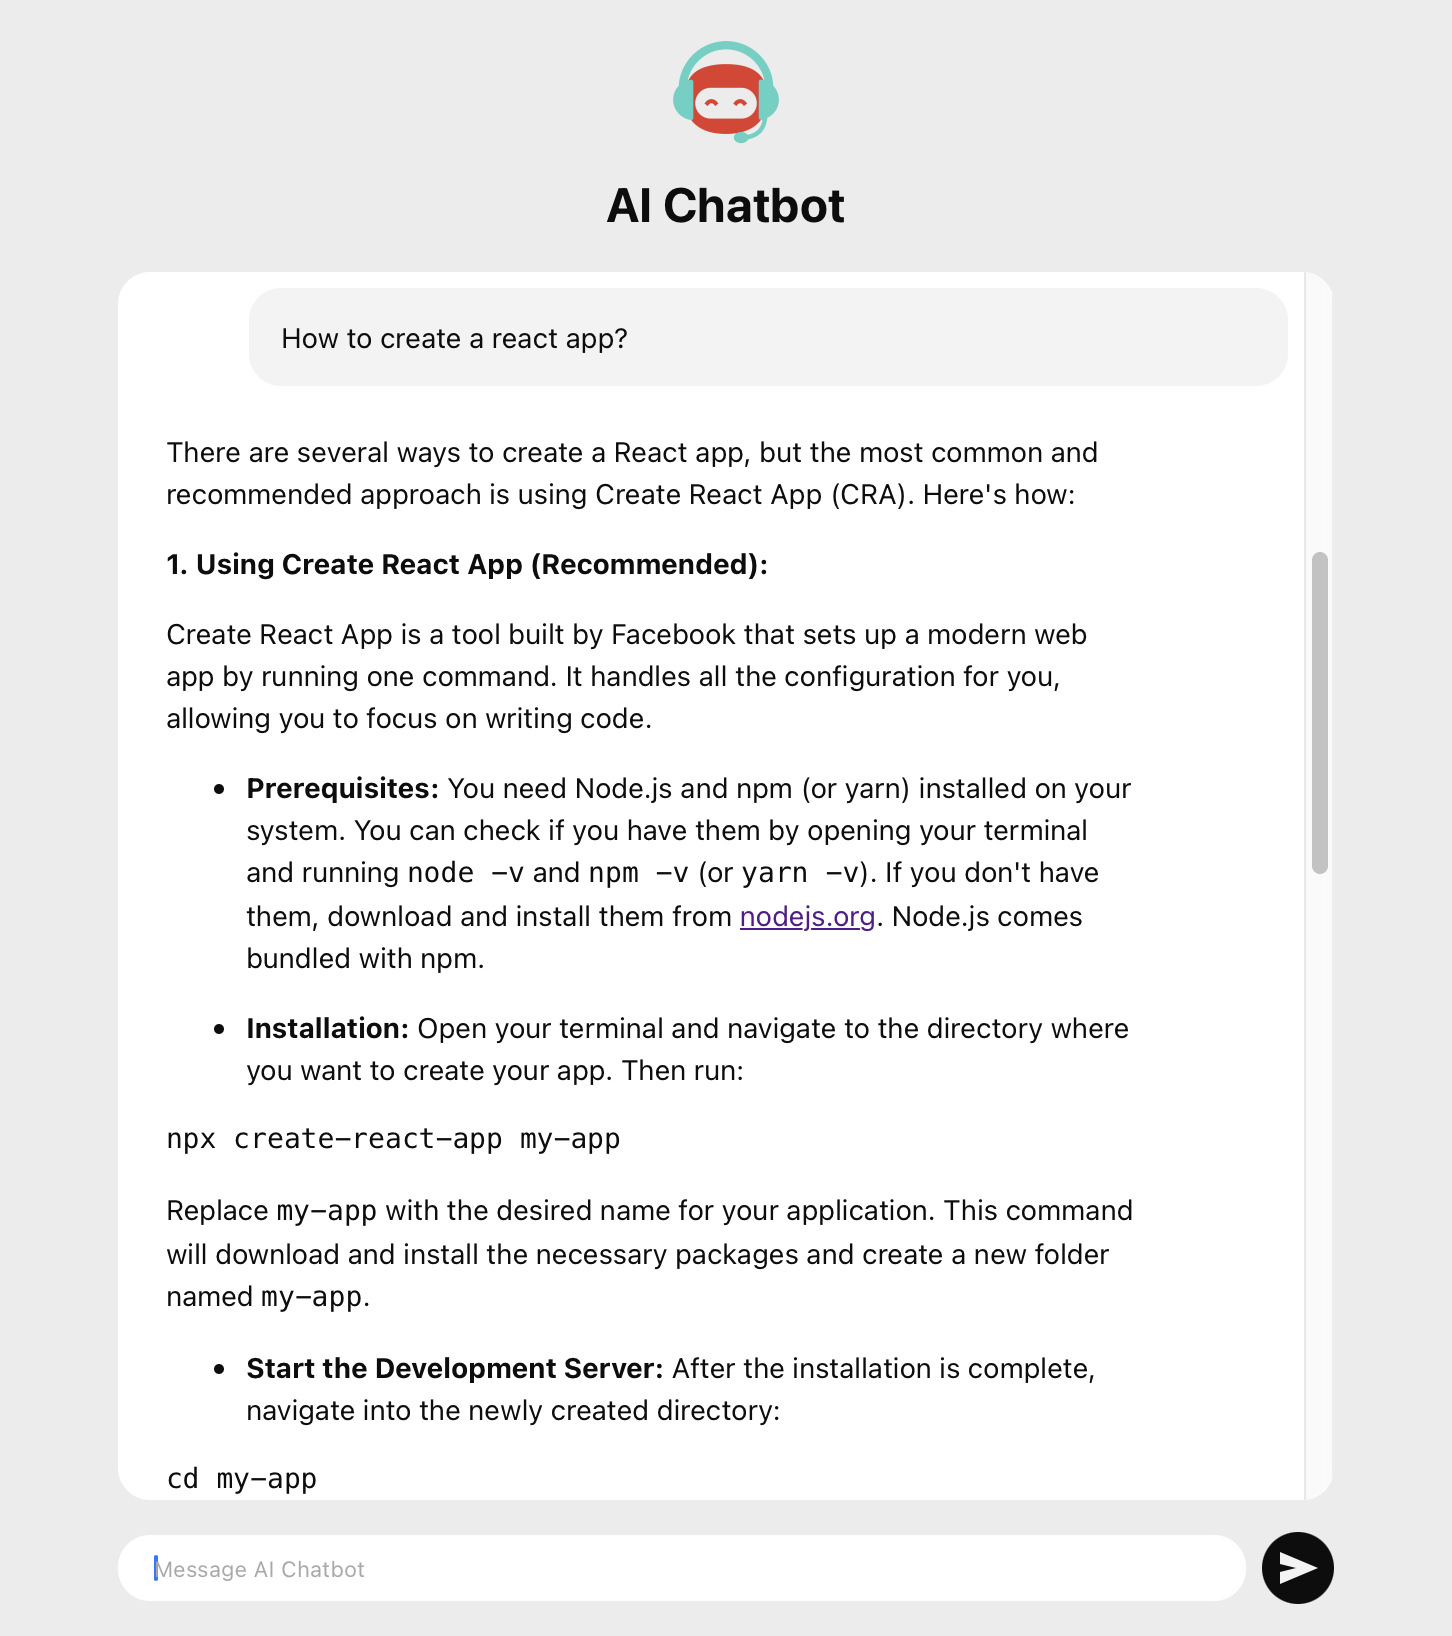 AI Chatbot
How to create a react app?
There are several ways to create a React app, but the most common and
recommended approach is using Create React App (CRA). Here's how:
1. Using Create React App (Recommended):
Create React App is a tool built by Facebook that sets up a modern web
app by running one command. It handles all the configuration for you,
allowing you to focus on writing code.
• Prerequisites: You need Node.js and npm (or yarn) installed on your
system. You can check if you have them by opening your terminal
and running node -v and npm -v (or yarn -v). If you don't have
them, download and install them from nodejs.org. Node.js comes
bundled with npm.
• Installation: Open your terminal and navigate to the directory where
you want to create your app. Then run:
npx create-react-app my-app
Replace my-app with the desired name for your application. This command
will download and install the necessary packages and create a new folder
named my-app.
• Start the Development Server: After the installation is complete,
navigate into the newly created directory:
cd my-app
Message AI Chatbot